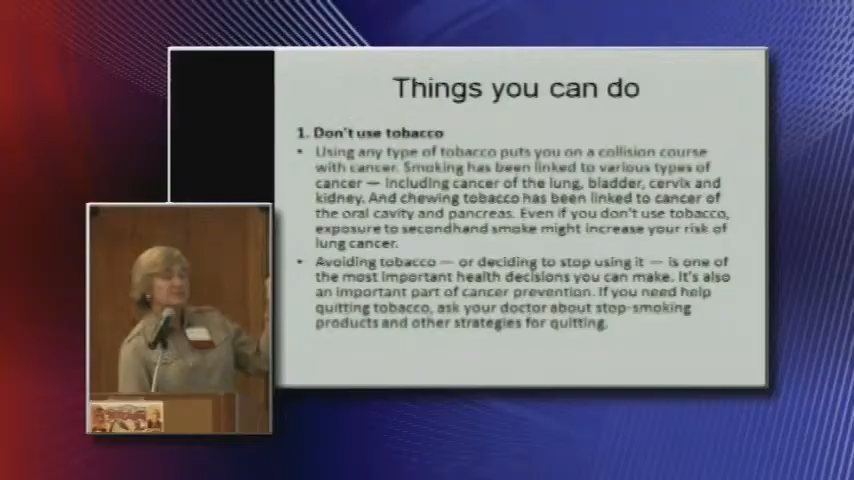 Things you can do
1. Don't use tobacco
• Using any type of tobacco puts you on a collision course
with cancer. Smoking has been linked to various types of
cancer — including cancer of the lung, bladder, cervix and
kidney. And chewing tobacco has been linked to cancer of
the oral cavity and pancreas. Even if you don't use tobacco,
exposure to secondhand smoke might increase your risk of
lung cancer.
• Avoiding tobacco — or deciding to stop using it — is one of
the most important health decisions you can make. It's also
an important part of cancer prevention. If you need help
quitting tobacco, ask your doctor about stop-smoking
products and other strategies for quitting.